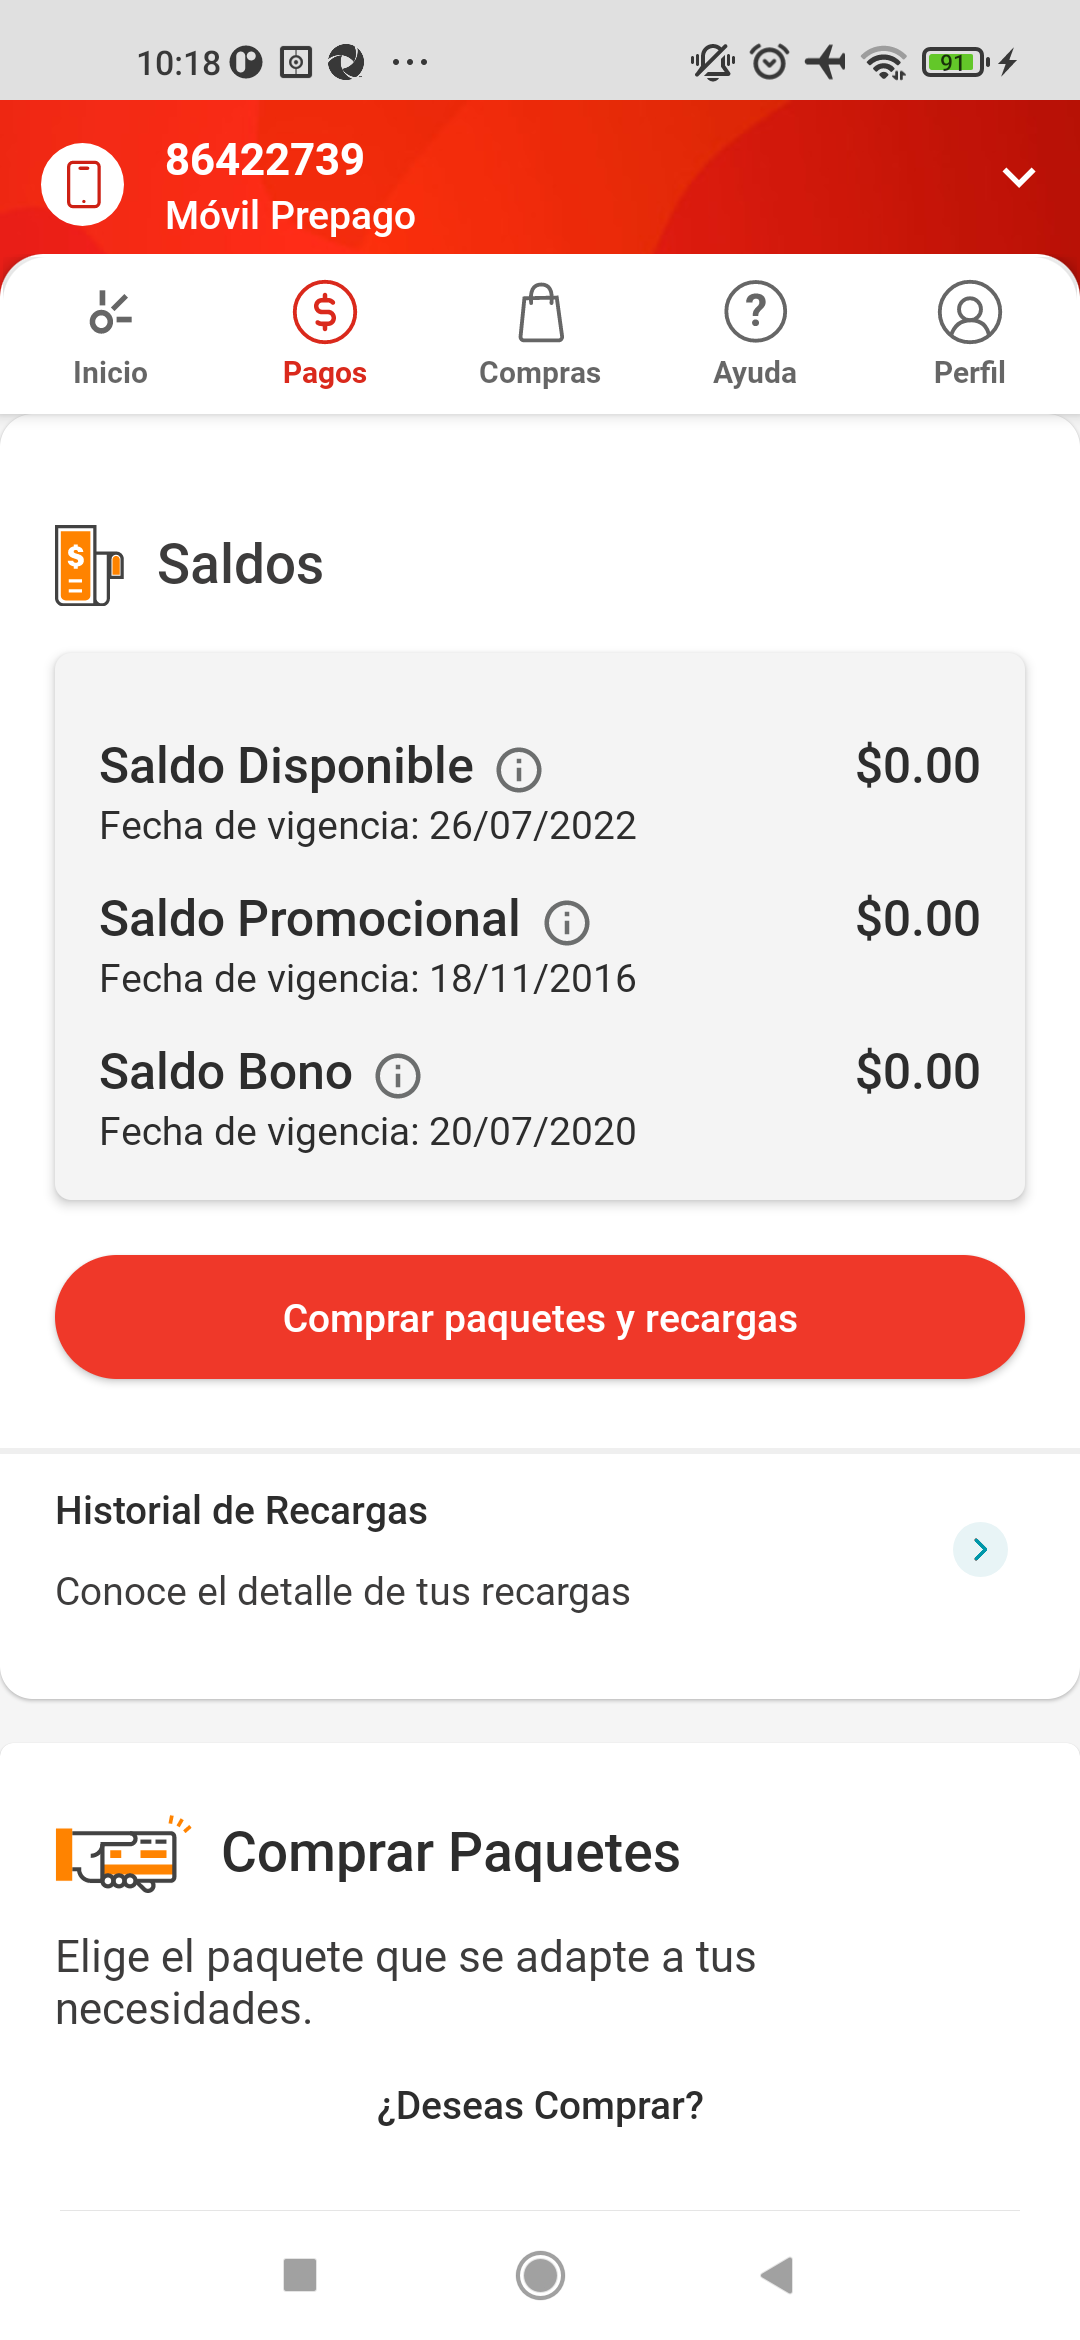 10:18
91
86422739
Móvil Prepago
Inicio
Pagos
Compras
Ayuda
Perfil
Saldos
Saldo Disponible
$0.00
Fecha de vigencia: 26/07/2022
Saldo Promocional
$0.00
Fecha de vigencia: 18/11/2016
Saldo Bono
$0.00
Fecha de vigencia: 20/07/2020
Comprar paquetes y recargas
Historial de Recargas
Conoce el detalle de tus recargas
Comprar Paquetes
Elige el paquete que se adapte a tus
necesidades.
¿Deseas Comprar?